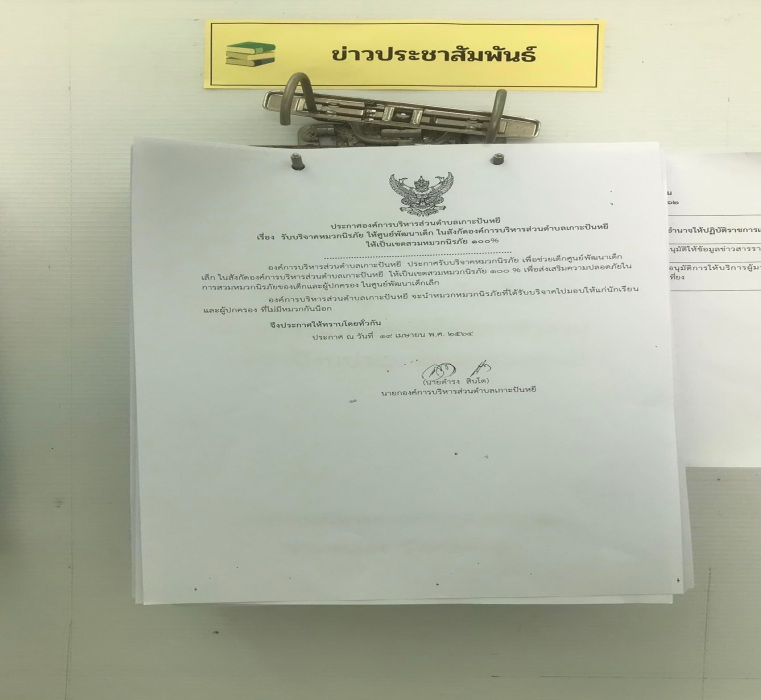 ข่าวประชาสัมพันธ์
ประกาศองค์การบริหารส่วนตำบลเกาะปันหยี
เรื่อง รับบริจาคหมวกนิรภัย ให้ศูนย์พัฒนาเด็ก ในสังกัดองค์การบริหารส่วนตำบลเกาะปันหยี
ให้เป็นเขตสวมหมวกนิรภัย ๑๐๐%
องค์การบริหารส่วนตำบลเกาะปันหยี ประกาศรับบริจาคหมวกนิรภัย เพื่อช่วยเด็กศูนย์พัฒนาเด็ก
เล็ก ในสังกัดองค์การบริหารส่วนตำบลเกาะปันหยี ให้เป็นเขตสวมหมวกนิรภัย ๑๐๐ % เพื่อส่งเสริมความปลอดภัยใน
การสวมหมวกนิรภัยของเด็กและผู้ปกครอง ในศูนย์พัฒนาเด็กเล็ก
องค์การบริหารส่วนตำบลเกาะปันหยี จะนำหมวกหมวกนิรภัยที่ได้รับบริจาคไปมอบให้แก่นักเรียน
และผู้ปกครอง ที่ไม่มีหมวกกันน็อก
จึงประกาศให้ทราบโดยทั่วกัน
ประกาศ ณ วันที่ ๑๙ เมษายน พ.ศ. ๒๕๖๔
(นายดำรง สินโต)
นายกองค์การบริหารส่วนตำบลเกาะปันหยี
อำนาจให้ปฏิบัติราชการ
นุมัติให้ข้อมูลข่าวสารรา
อนุมัติการให้บริการผู้มา